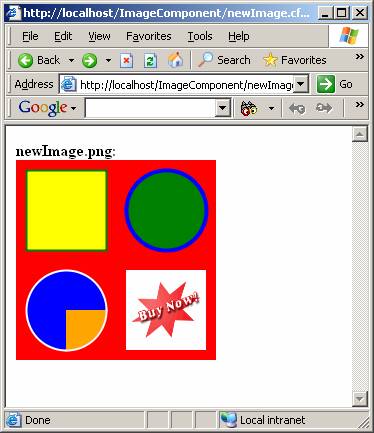 http://localhost/ImageComponent/newImage.cf...
File Edit View Favorites Tools Help
Back Search Favorites »
Address http://localhost/ImageComponent/newImage Go
Google »
newImage.png:
Buy Now!
Done Local intranet